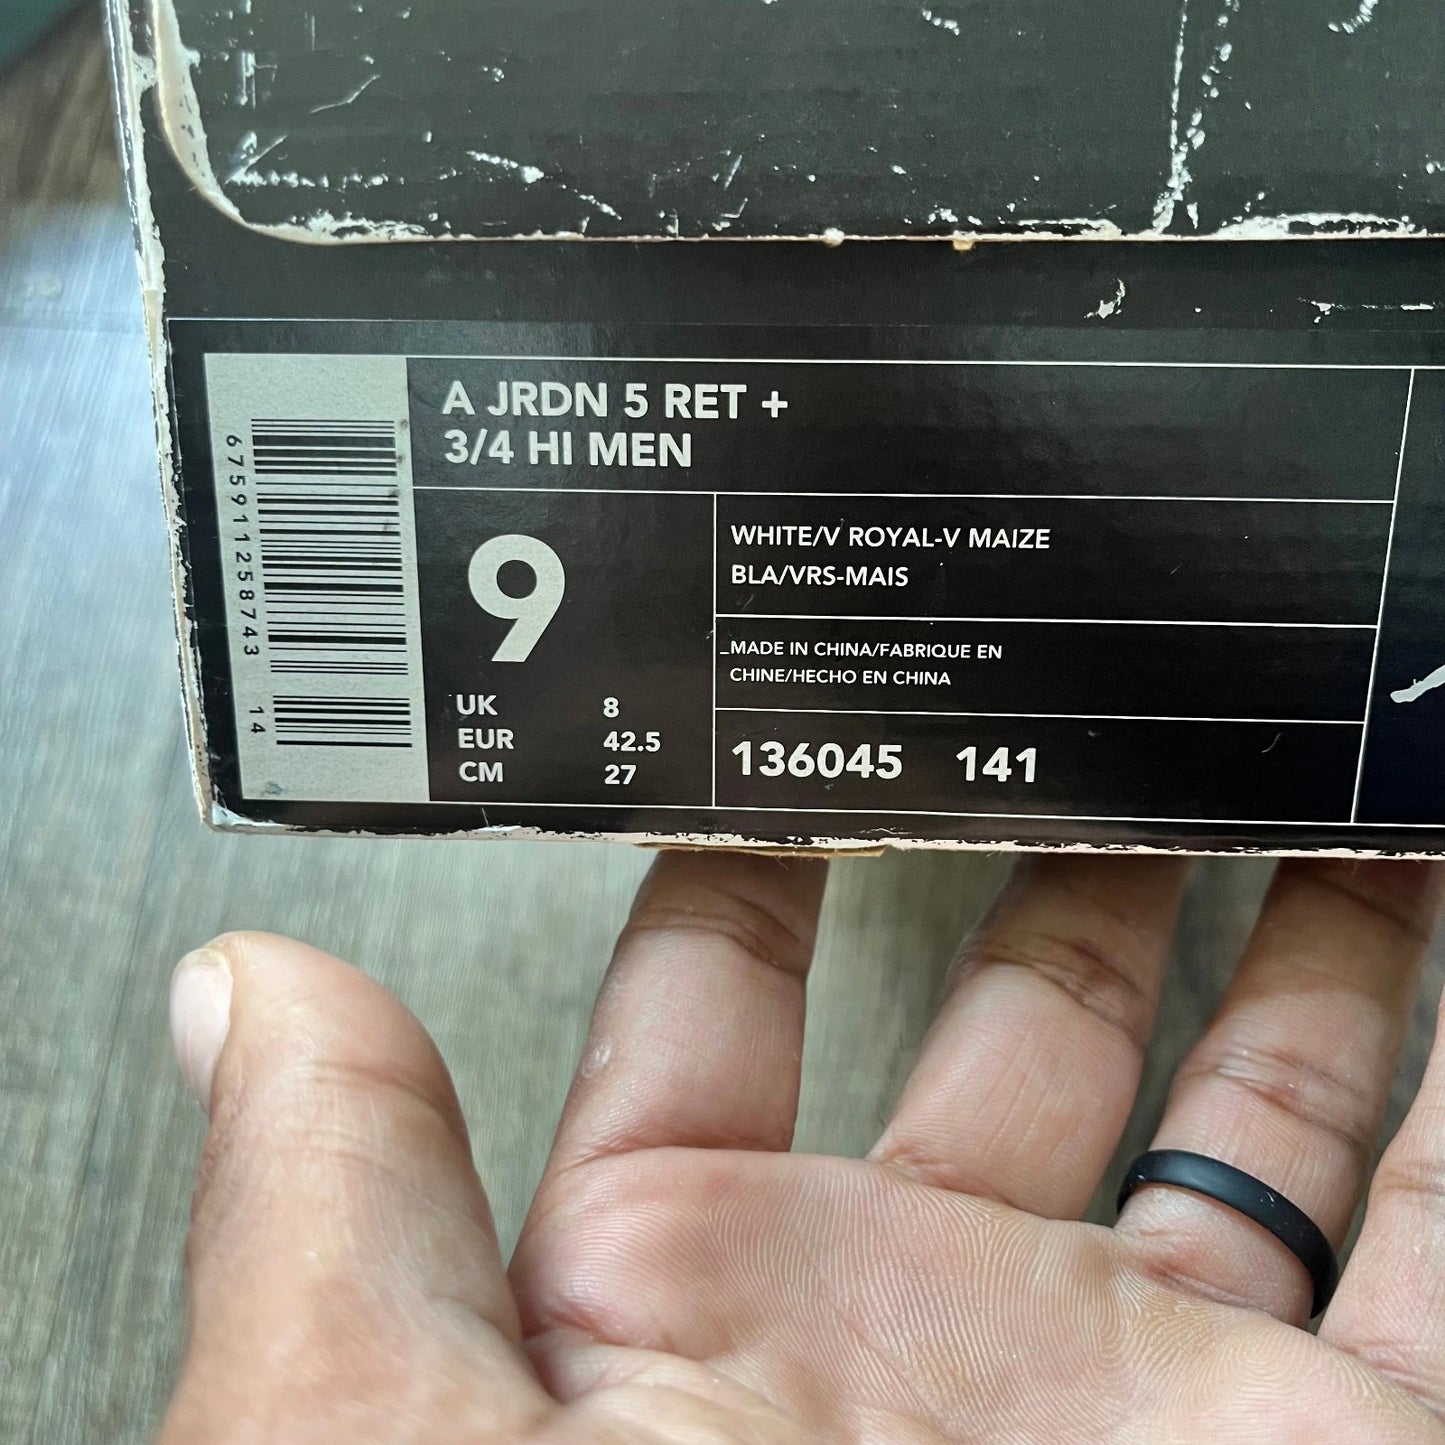 A JRDN 5 RET +
3/4 HI MEN
675911258743 14
9
UK 8
EUR 42.5
CM 27
WHITE/V ROYAL-V MAIZE
BLA/VRS-MAIS
MADE IN CHINA/FABRIQUE EN
CHINE/HECHO EN CHINA
136045 141